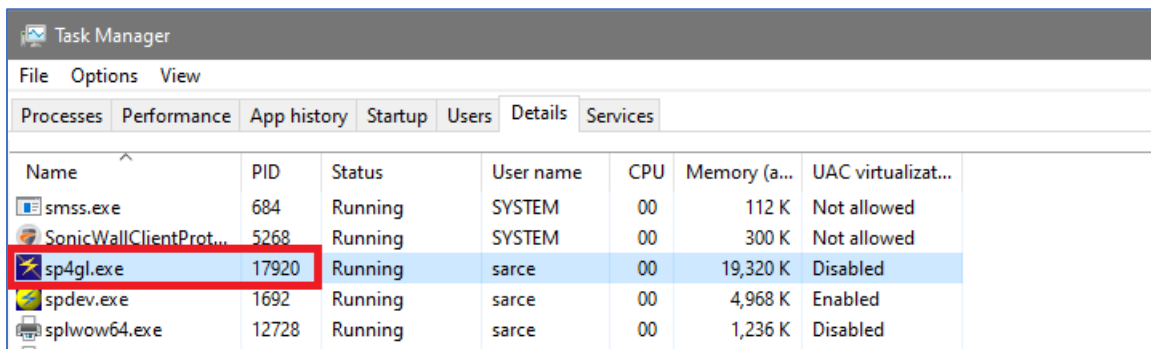 Task Manager
File Options View
Processes Performance App history Startup Users Details Services
Name PID Status User name CPU Memory (a... UAC virtualizat...
smss.exe 684 Running SYSTEM 00 112 K Not allowed
SonicWallClientProt... 5268 Running SYSTEM 00 300 K Not allowed
sp4gl.exe 17920 Running sarce 00 19,320 K Disabled
spdev.exe 1692 Running sarce 00 4,968 K Enabled
splwow64.exe 12728 Running sarce 00 1,236 K Disabled